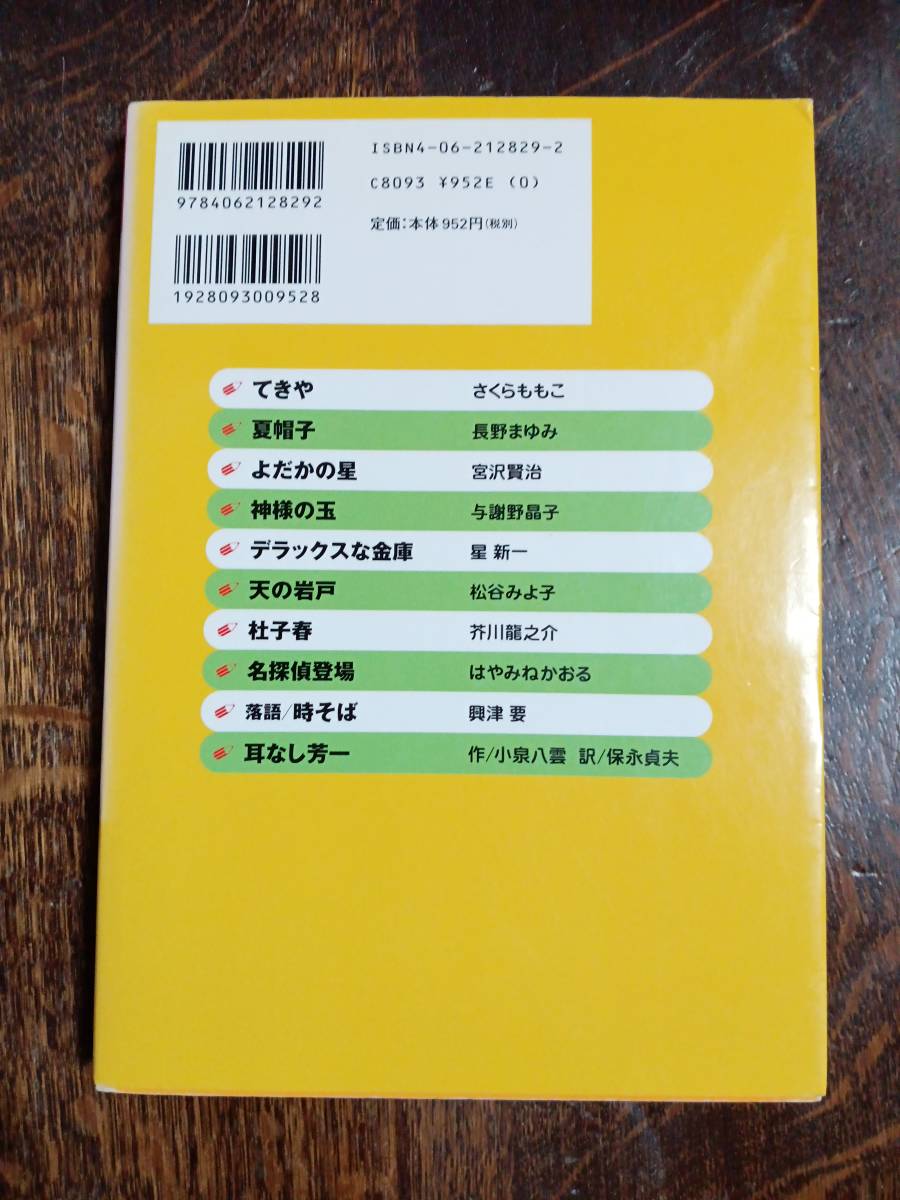 ISBN4-06-212829-2
9784062128292
C8093 ¥952E (0)
定価:本体952円(税別)
1928093009528
てきや さくらももこ
夏帽子 長野まゆみ
よだかの星 宮沢賢治
神様の玉 与謝野晶子
デラックスな金庫 星 新一
天の岩戸 松谷みよ子
杜子春 芥川龍之介
名探偵登場 はやみねかおる
落語/時そば 興津 要
耳なし芳一 作/小泉八雲 訳/保永貞夫